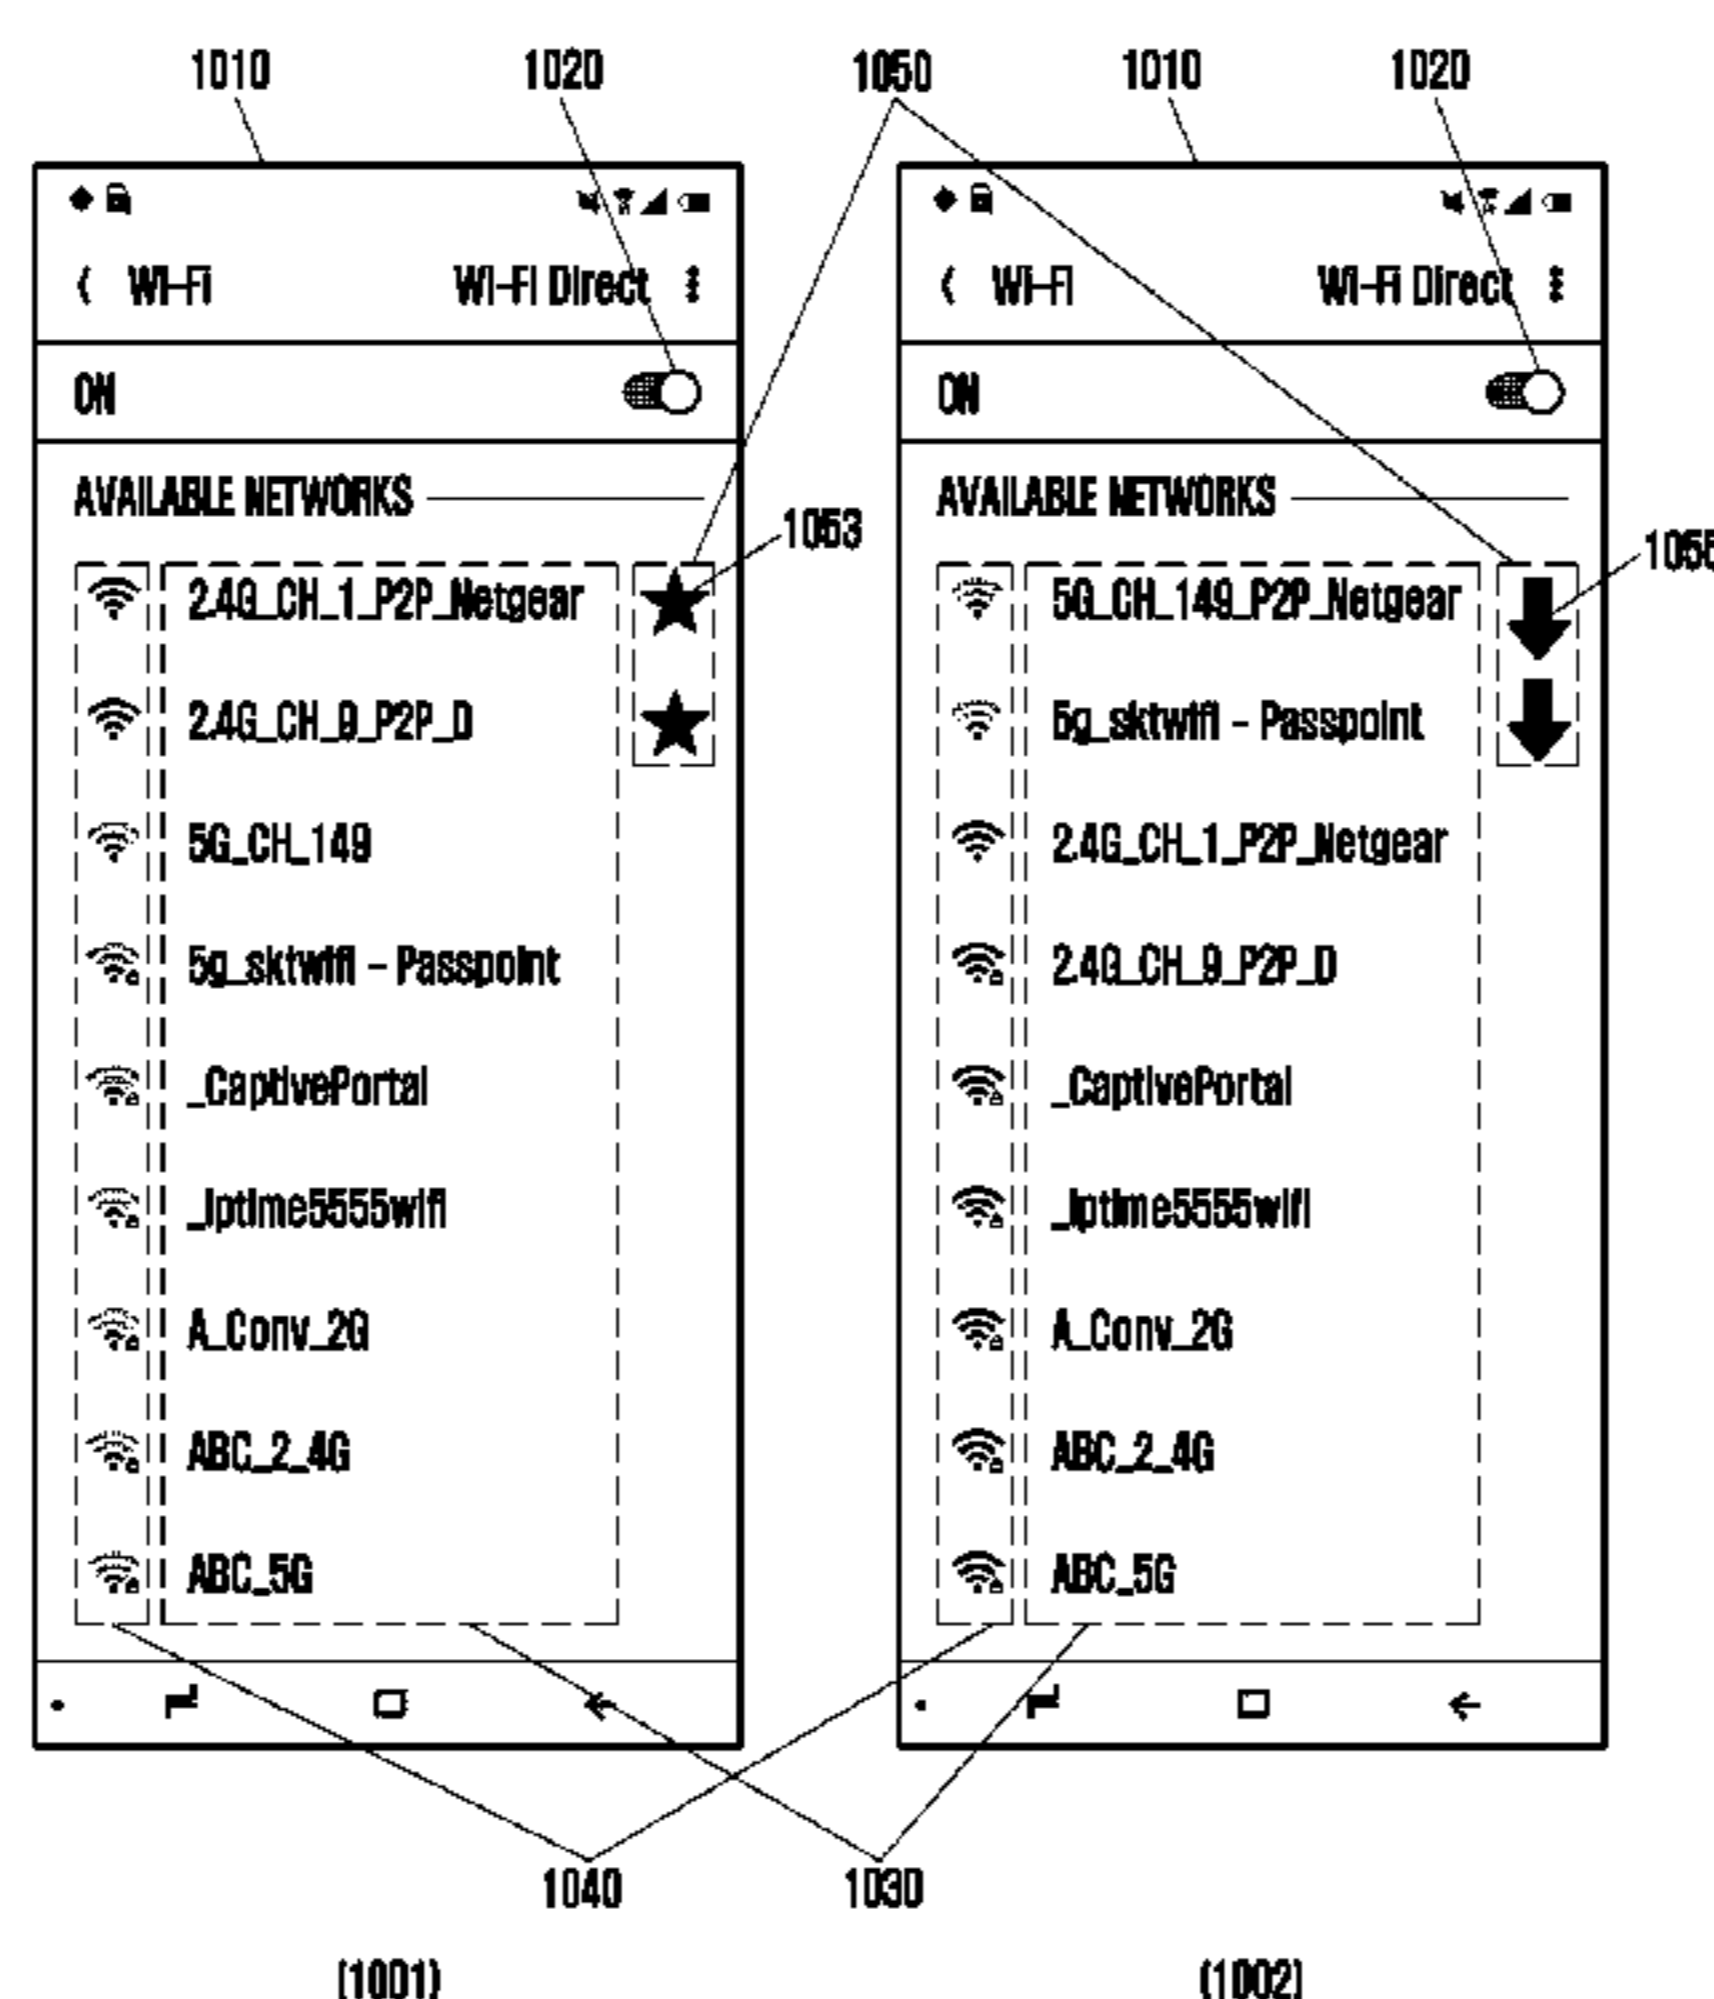 1010 1020 1050 1010 1020
Wi-Fi Wi-Fi Direct
ON
AVAILABLE NETWORKS
1053
2.4G_CH_1_P2P_Netgear
2.4G_CH_9_P2P_D
5G_CH_149
5g_sktwifi - Passpoint
_CaptivePortal
_iptime5555wifi
A_Conv_2G
ABC_2_4G
ABC_5G
(1001)
Wi-Fi Wi-Fi Direct
ON
AVAILABLE NETWORKS
1055
5G_CH_149_P2P_Netgear
5g_sktwifi - Passpoint
2.4G_CH_1_P2P_Netgear
2.4G_CH_9_P2P_D
_CaptivePortal
_iptime5555wifi
A_Conv_2G
ABC_2_4G
ABC_5G
1040 1030
(1002)